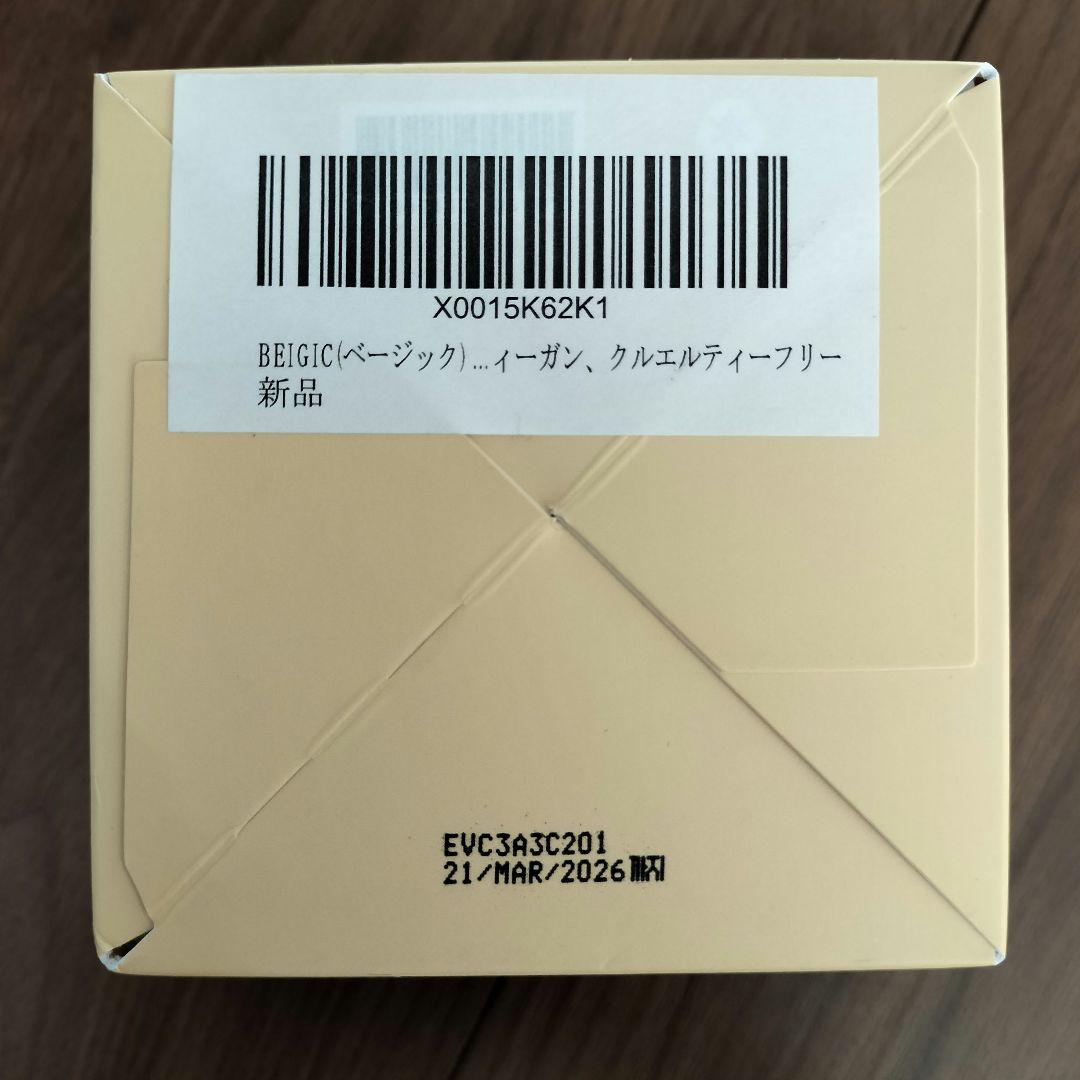 X0015K62K1
BEIGIC(ベージック)...ィーガン、クルエルティーフリー
新品
EVC3A3C201
21/MAR/2026